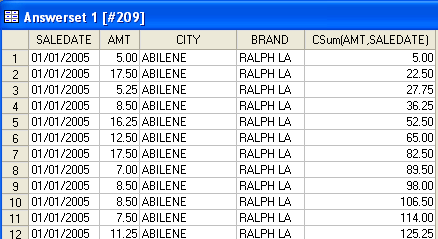 Answerset 1 [#209]
SALEDATE AMT CITY BRAND CSum(AMT,SALEDATE)
1 01/01/2005 5.00 ABILENE RALPH LA 5.00
2 01/01/2005 17.50 ABILENE RALPH LA 22.50
3 01/01/2005 5.25 ABILENE RALPH LA 27.75
4 01/01/2005 8.50 ABILENE RALPH LA 36.25
5 01/01/2005 16.25 ABILENE RALPH LA 52.50
6 01/01/2005 12.50 ABILENE RALPH LA 65.00
7 01/01/2005 17.50 ABILENE RALPH LA 82.50
8 01/01/2005 7.00 ABILENE RALPH LA 89.50
9 01/01/2005 8.50 ABILENE RALPH LA 98.00
10 01/01/2005 8.50 ABILENE RALPH LA 106.50
11 01/01/2005 7.50 ABILENE RALPH LA 114.00
12 01/01/2005 11.25 ABILENE RALPH LA 125.25